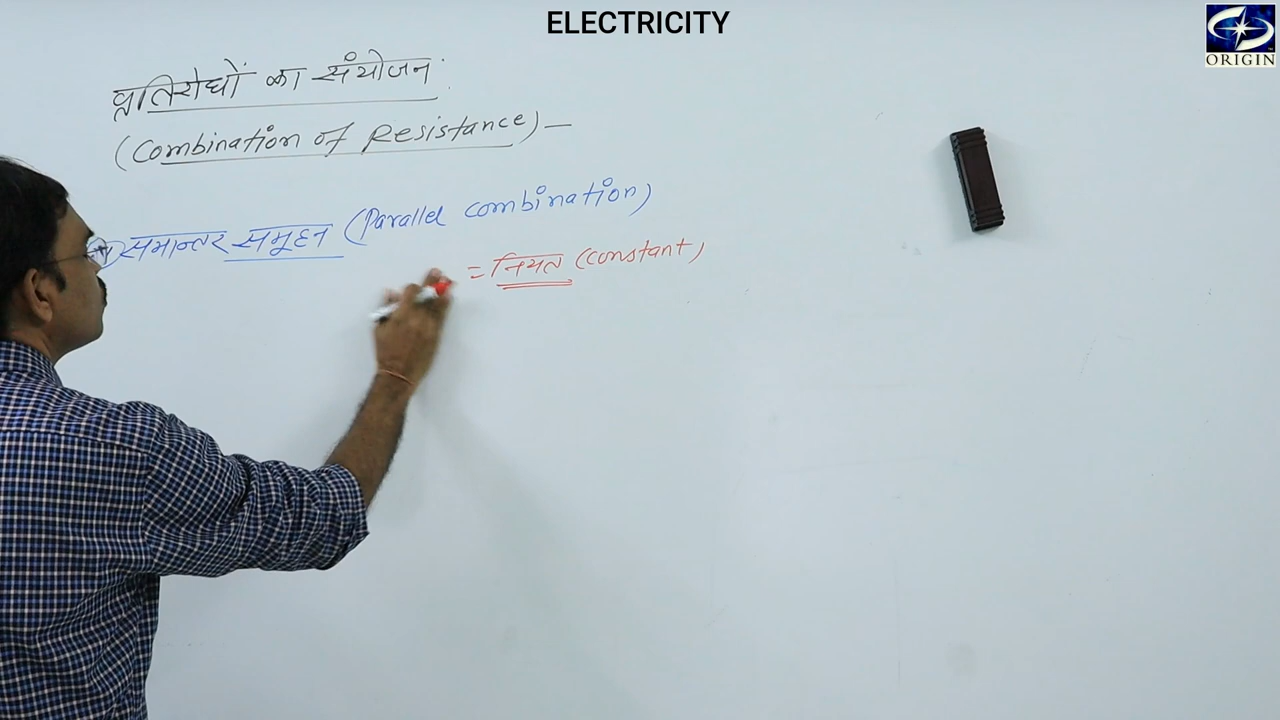 ELECTRICITY
ORIGIN
प्रतिरोधों का संयोजन:
(Combination of Resistance) –
समान्तर समूहन (Parallel combination)
= नियत (constant)